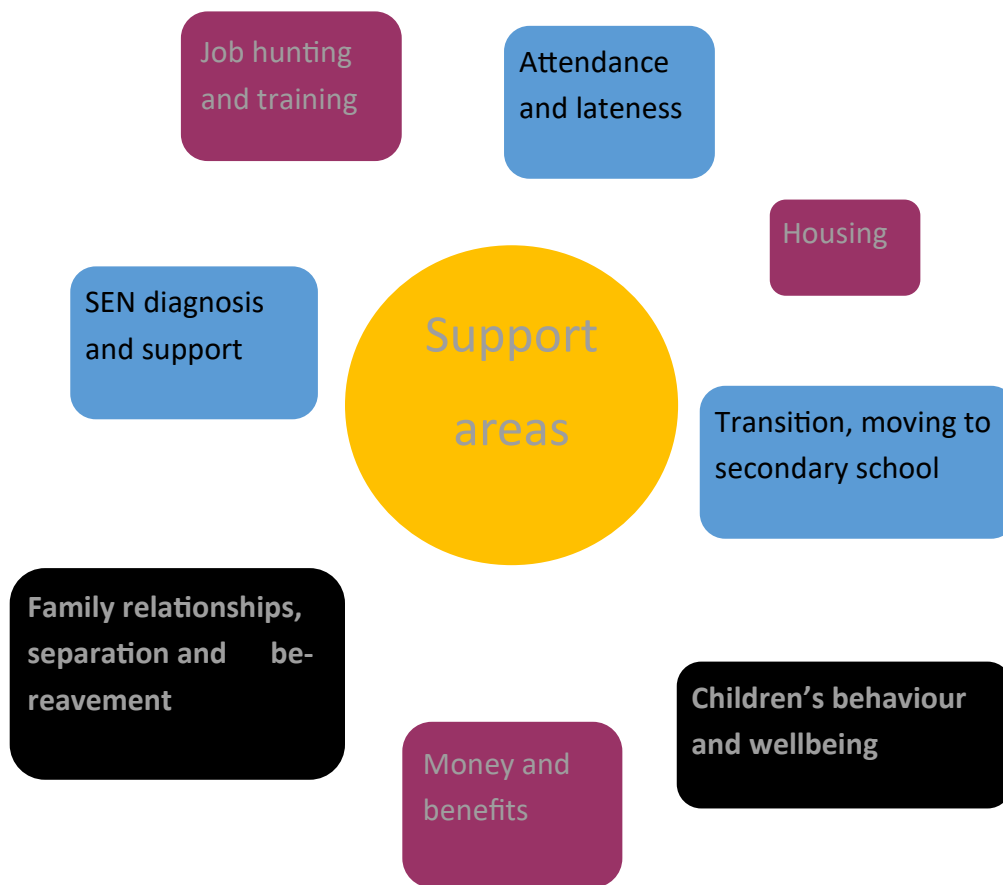 Job hunting
and training
Attendance
and lateness
Housing
SEN diagnosis
and support
Support
areas
Transition, moving to
secondary school
Family relationships,
separation and be-
reavement
Children’s behaviour
and wellbeing
Money and
benefits